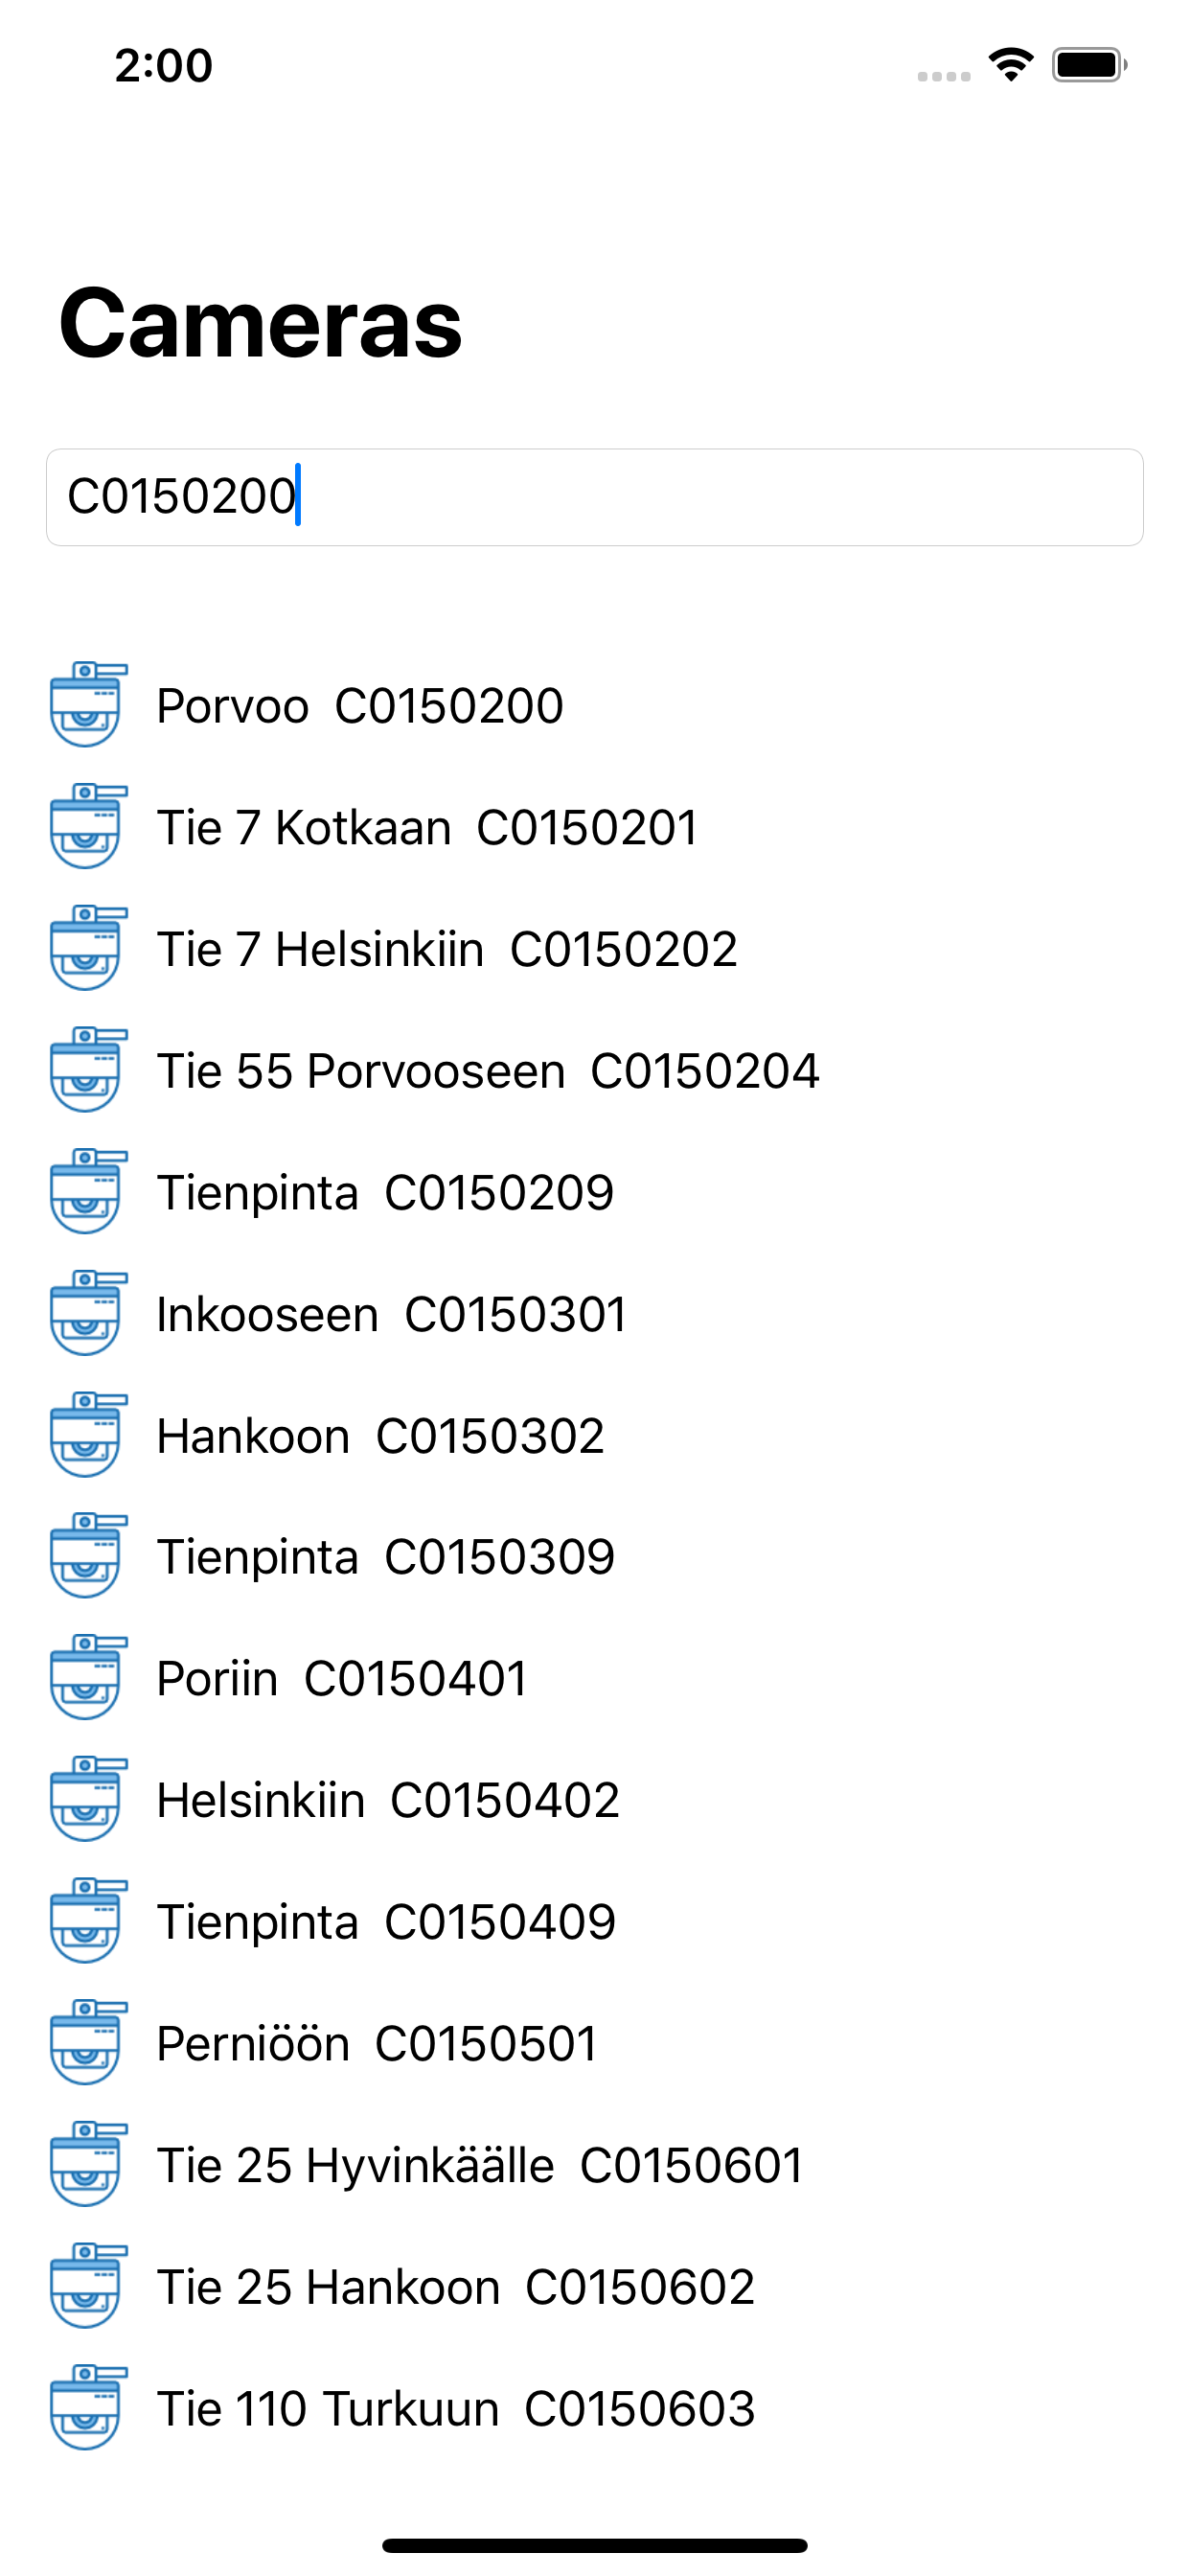 2:00
Cameras
C0150200
Porvoo C0150200
Tie 7 Kotkaan C0150201
Tie 7 Helsinkiin C0150202
Tie 55 Porvooseen C0150204
Tienpinta C0150209
Inkooseen C0150301
Hankoon C0150302
Tienpinta C0150309
Poriin C0150401
Helsinkiin C0150402
Tienpinta C0150409
Perniöön C0150501
Tie 25 Hyvinkäälle C0150601
Tie 25 Hankoon C0150602
Tie 110 Turkuun C0150603